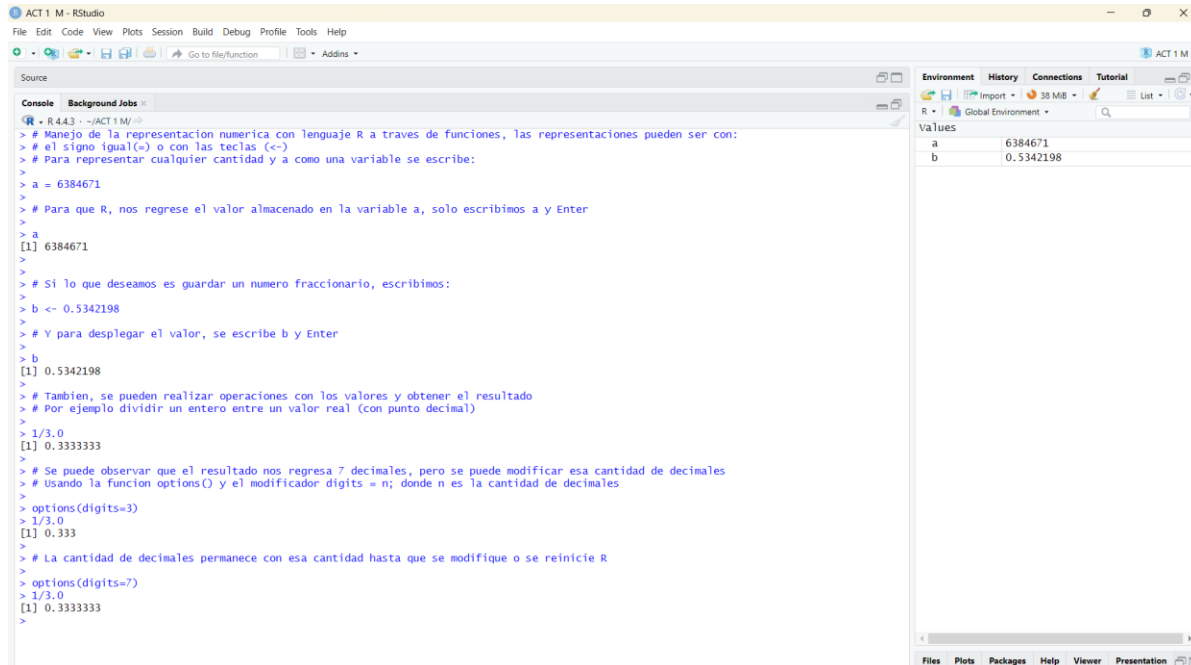 ACT 1 M - RStudio
File Edit Code View Plots Session Build Debug Profile Tools Help
Go to file/function Addins ACT 1 M
Source
Console Background Jobs
R 4.4.3 · ~/ACT 1 M/
> # Manejo de la representacion numerica con lenguaje R a traves de funciones, las representaciones pueden ser con:
> # el signo igual(=) o con las teclas (<-)
> # Para representar cualquier cantidad y a como una variable se escribe:
>
> a = 6384671
>
> # Para que R, nos regrese el valor almacenado en la variable a, solo escribimos a y Enter
>
> a
[1] 6384671
>
>
> # Si lo que deseamos es guardar un numero fraccionario, escribimos:
>
> b <- 0.5342198
>
> # Y para desplegar el valor, se escribe b y Enter
>
> b
[1] 0.5342198
>
> # Tambien, se pueden realizar operaciones con los valores y obtener el resultado
> # Por ejemplo dividir un entero entre un valor real (con punto decimal)
>
> 1/3.0
[1] 0.3333333
>
> # Se puede observar que el resultado nos regresa 7 decimales, pero se puede modificar esa cantidad de decimales
> # Usando la funcion options() y el modificador digits = n; donde n es la cantidad de decimales
>
> options(digits=3)
> 1/3.0
[1] 0.333
>
> # La cantidad de decimales permanece con esa cantidad hasta que se modifique o se reinicie R
>
> options(digits=7)
> 1/3.0
[1] 0.3333333
>
Environment History Connections Tutorial
Import 38 MiB List
R Global Environment
Values
a 6384671
b 0.5342198
Files Plots Packages Help Viewer Presentation